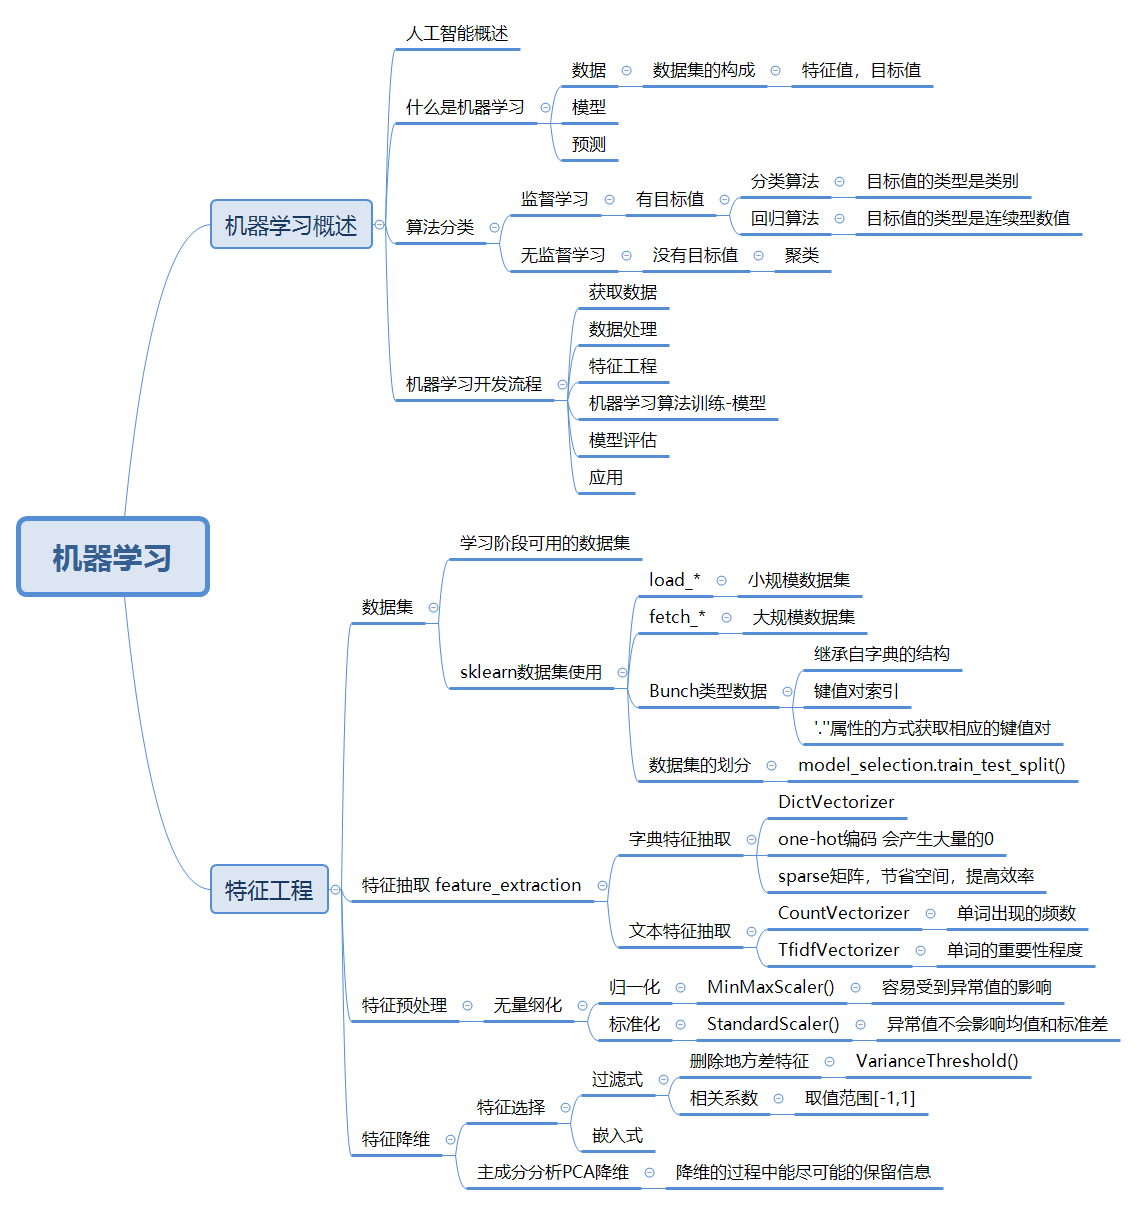 机器学习
机器学习概述
人工智能概述
什么是机器学习
数据
数据集的构成
特征值，目标值
模型
预测
算法分类
监督学习
有目标值
分类算法
目标值的类型是类别
回归算法
目标值的类型是连续型数值
无监督学习
没有目标值
聚类
机器学习开发流程
获取数据
数据处理
特征工程
机器学习算法训练-模型
模型评估
应用
特征工程
数据集
学习阶段可用的数据集
sklearn数据集使用
load_*
小规模数据集
fetch_*
大规模数据集
Bunch类型数据
继承自字典的结构
键值对索引
'.''属性的方式获取相应的键值对
数据集的划分
model_selection.train_test_split()
特征抽取 feature_extraction
字典特征抽取
DictVectorizer
one-hot编码 会产生大量的0
sparse矩阵，节省空间，提高效率
文本特征抽取
CountVectorizer
单词出现的频数
TfidfVectorizer
单词的重要性程度
特征预处理
无量纲化
归一化
MinMaxScaler()
容易受到异常值的影响
标准化
StandardScaler()
异常值不会影响均值和标准差
特征降维
特征选择
过滤式
删除地方差特征
VarianceThreshold()
相关系数
取值范围[-1,1]
嵌入式
主成分分析PCA降维
降维的过程中能尽可能的保留信息